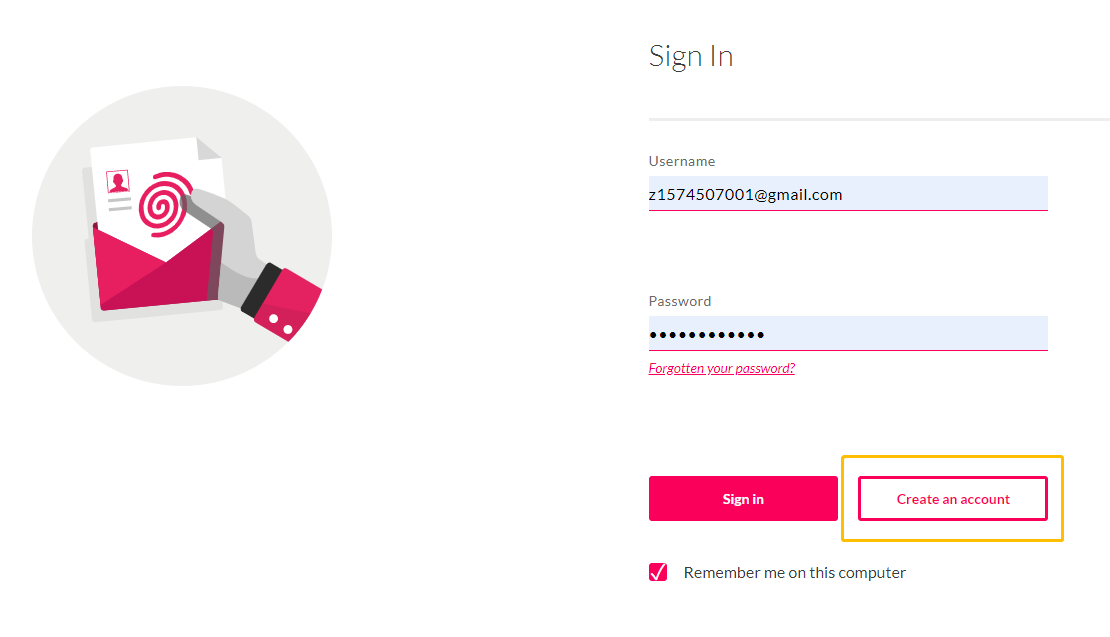 Sign In
Username
z1574507001@gmail.com
Password
••••••••••••
Forgotten your password?
Sign in
Create an account
Remember me on this computer